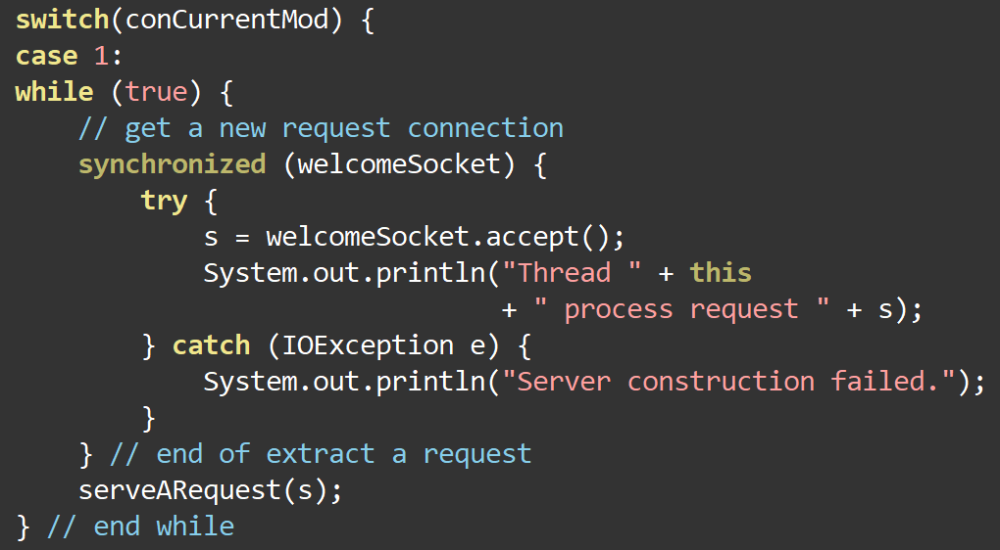 switch(conCurrentMod) {
case 1:
while (true) {
    // get a new request connection
    synchronized (welcomeSocket) {
        try {
            s = welcomeSocket.accept();
            System.out.println("Thread " + this
                               + " process request " + s);
        } catch (IOException e) {
            System.out.println("Server construction failed.");
        }
    } // end of extract a request
    serveARequest(s);
} // end while